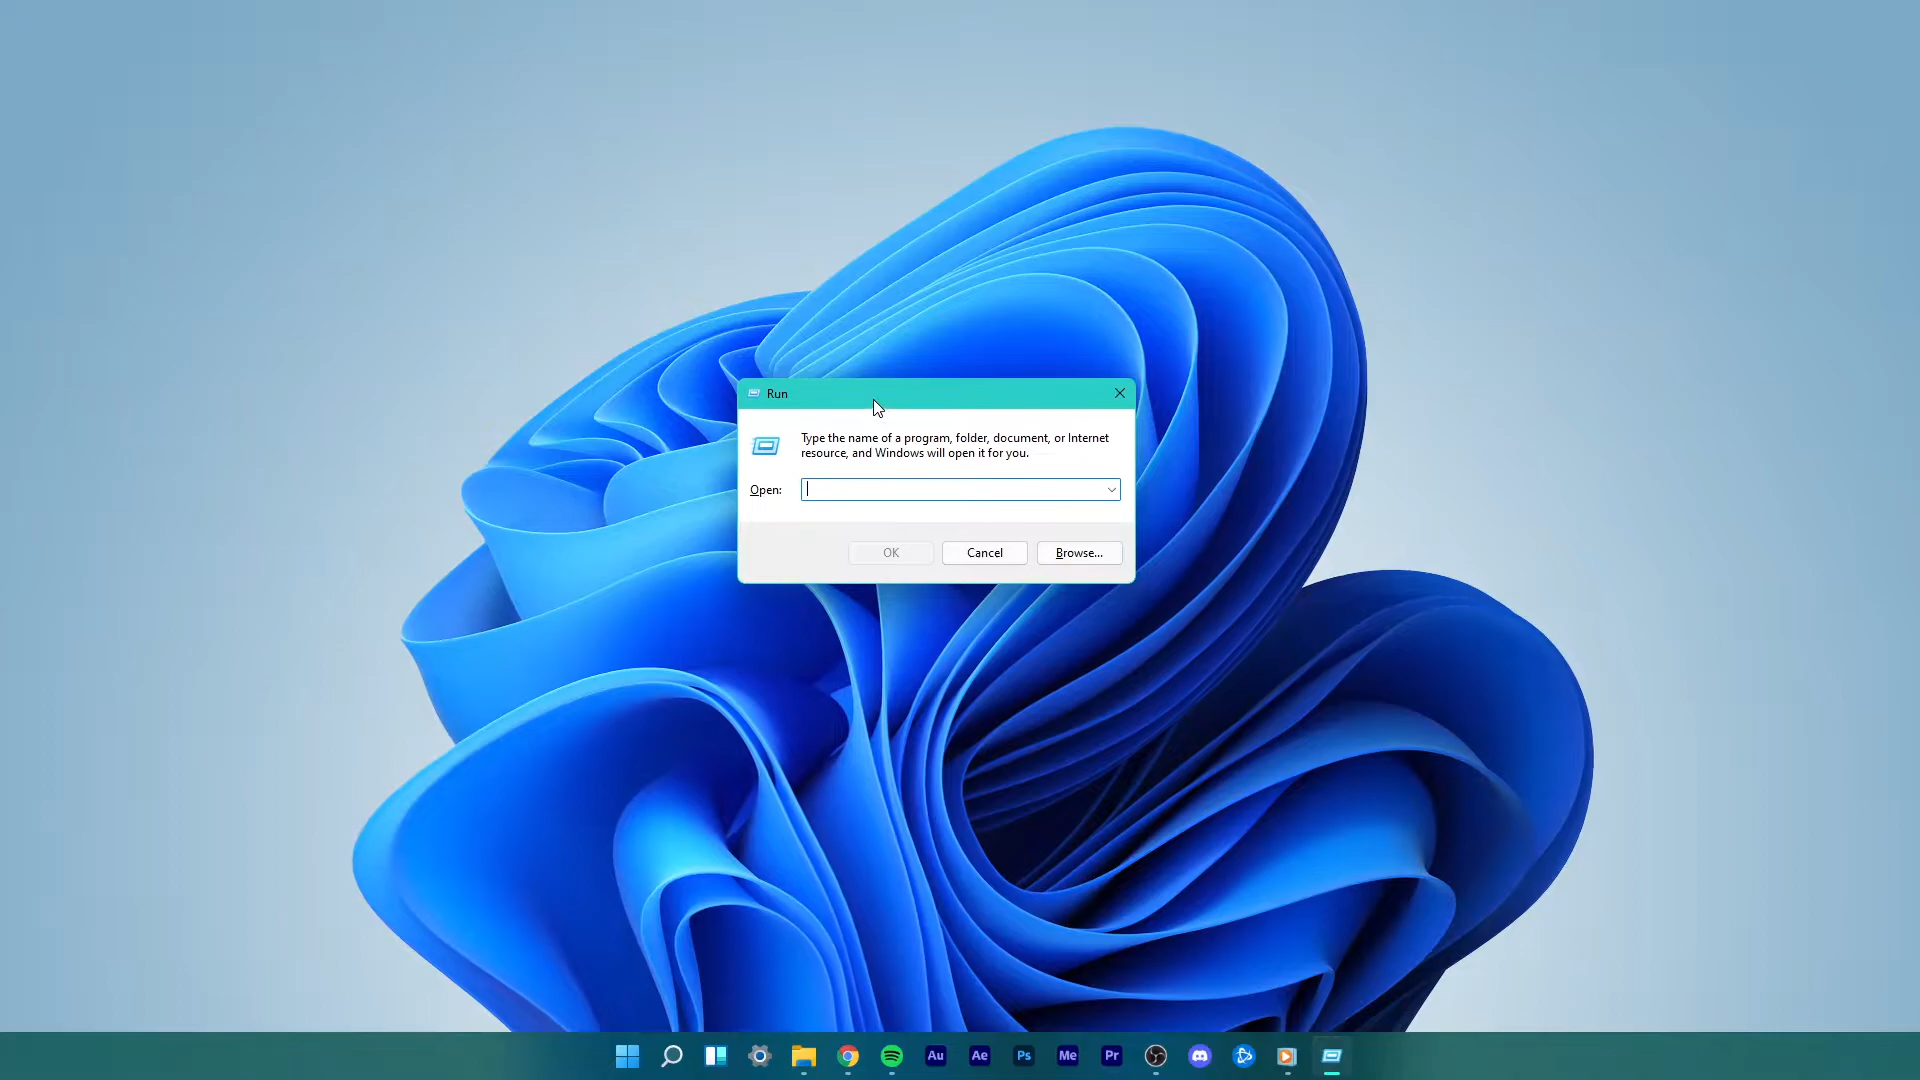 Run
Type the name of a program, folder, document, or Internet
resource, and Windows will open it for you.
Open:
OK
Cancel
Browse...
Au
Ae
Ps
Me
Pr